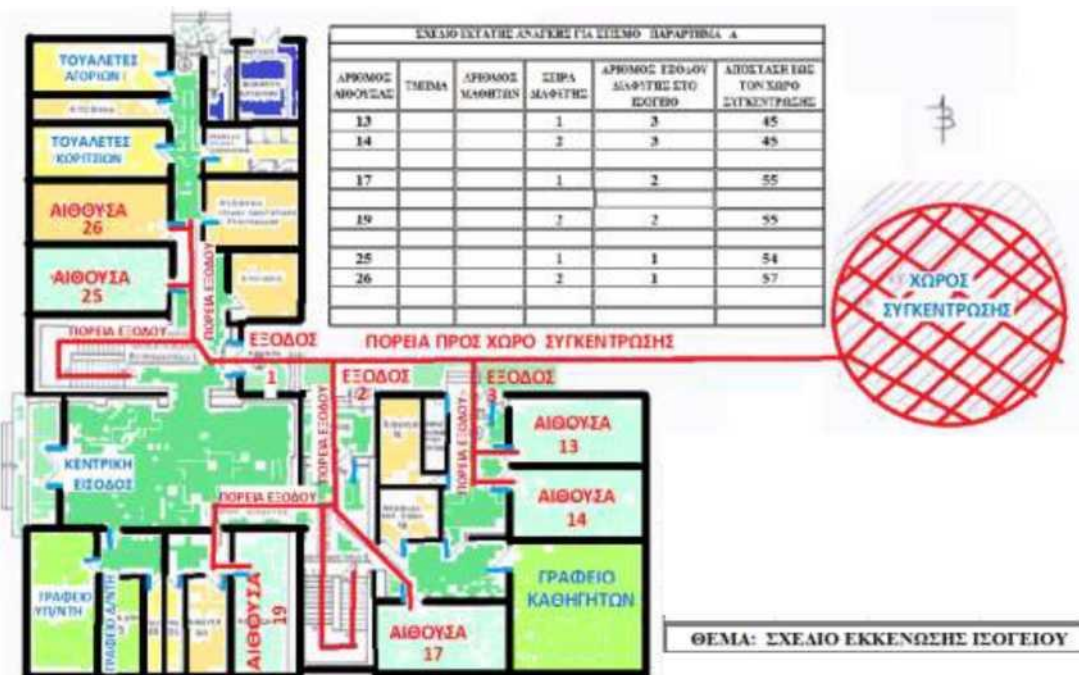 ΣΧΕΔΙΟ ΕΚΤΑΤΗΣ ΑΝΑΓΚΗΣ ΓΙΑ ΣΕΙΣΜΟ ΠΑΡΑΡΤΗΜΑ Α
ΑΡΙΘΜΟΣ ΑΙΘΟΥΣΑΣ ΤΜΗΜΑ ΑΡΙΘΜΟΣ ΜΑΘΗΤΩΝ ΣΕΙΡΑ ΔΙΑΦΥΓΗΣ ΑΡΙΘΜΟΣ ΕΞΟΔΟΥ ΔΙΑΦΥΓΗΣ ΣΤΟ ΙΣΟΓΕΙΟ ΑΠΟΣΤΑΣΗ ΕΩΣ ΤΟΝ ΧΩΡΟ ΣΥΓΚΕΝΤΡΩΣΗΣ
13 1 3 45
14 2 3 45
17 1 2 55
19 2 2 55
25 1 1 54
26 2 1 57
ΤΟΥΑΛΕΤΕΣ
ΑΓΟΡΙΩΝ
ΤΟΥΑΛΕΤΕΣ
ΚΟΡΙΤΣΙΩΝ
ΑΙΘΟΥΣΑ
26
ΑΙΘΟΥΣΑ
25
ΠΟΡΕΙΑ ΕΞΟΔΟΥ
ΠΟΡΕΙΑ ΕΞΟΔΟΥ
ΕΞΟΔΟΣ
1
ΠΟΡΕΙΑ ΠΡΟΣ ΧΩΡΟ ΣΥΓΚΕΝΤΡΩΣΗΣ
ΧΩΡΟΣ
ΣΥΓΚΕΝΤΡΩΣΗΣ
ΕΞΟΔΟΣ
2
ΕΞΟΔΟΣ
3
ΠΟΡΕΙΑ ΕΞΟΔΟΥ
ΠΟΡΕΙΑ ΕΞΟΔΟΥ
ΑΙΘΟΥΣΑ
13
ΑΙΘΟΥΣΑ
14
ΚΕΝΤΡΙΚΗ
ΕΙΣΟΔΟΣ
ΠΟΡΕΙΑ ΕΞΟΔΟΥ
ΓΡΑΦΕΙΟ
ΥΠ/ΝΤΗ
ΓΡΑΦΕΙΟ Δ/ΝΤΗ
ΑΙΘΟΥΣΑ
19
ΑΙΘΟΥΣΑ
17
ΓΡΑΦΕΙΟ
ΚΑΘΗΓΗΤΩΝ
ΘΕΜΑ: ΣΧΕΔΙΟ ΕΚΚΕΝΩΣΗΣ ΙΣΟΓΕΙΟΥ